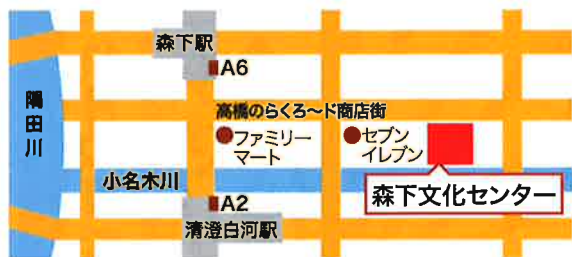 森下駅
A6
隅田川
高橋のらくろ～ド商店街
ファミリー
マート
セブン
イレブン
小名木川
森下文化センター
A2
清澄白河駅